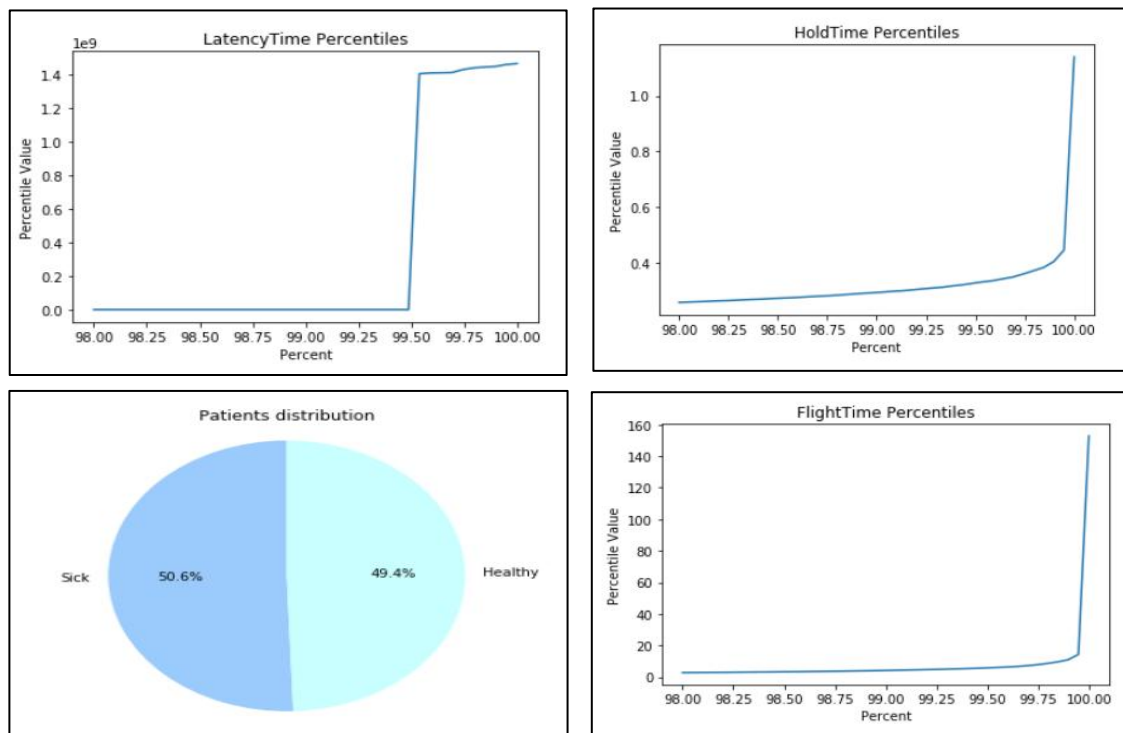 LatencyTime Percentiles
1e9
1.4
1.2
1.0
0.8
0.6
0.4
0.2
0.0
Percentile Value
98.00 98.25 98.50 98.75 99.00 99.25 99.50 99.75 100.00
Percent
HoldTime Percentiles
1.0
0.8
0.6
0.4
Percentile Value
98.00 98.25 98.50 98.75 99.00 99.25 99.50 99.75 100.00
Percent
Patients distribution
Sick 50.6% 49.4% Healthy
FlightTime Percentiles
160
140
120
100
80
60
40
20
0
Percentile Value
98.00 98.25 98.50 98.75 99.00 99.25 99.50 99.75 100.00
Percent